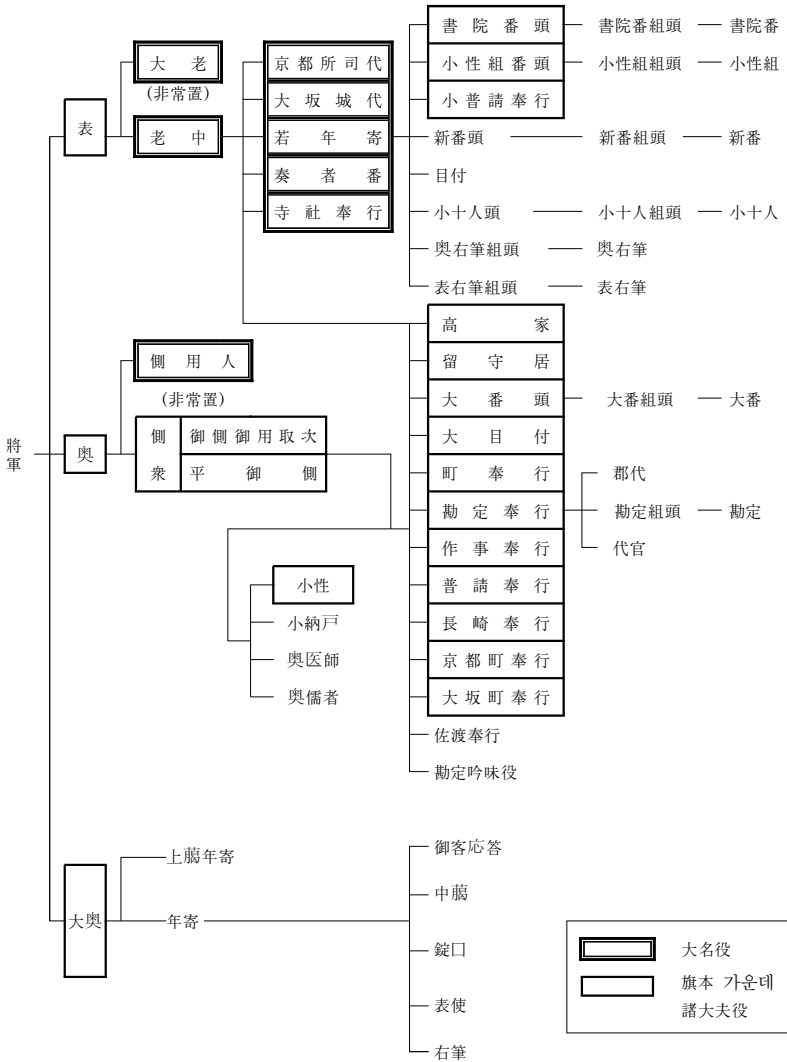 書院番頭 書院番組頭 書院番
大老 京都所司代 小性組番頭 小性組組頭 小性組
(非常置)
大坂城代 小普請奉行
表 老中 若年寄 新番頭 新番組頭 新番
奏者番 目付
寺社奉行 小十人頭 小十人組頭 小十人
奥右筆組頭 奥右筆
表右筆組頭 表右筆
高家
側用人 留守居
(非常置)
大番頭 大番組頭 大番
將軍 奥 側衆 御側御用取次 大目付
平御側 町奉行 郡代
勘定奉行 勘定組頭 勘定
作事奉行 代官
小性 普請奉行
小納戸 長崎奉行
奥医師 京都町奉行
奥儒者 大坂町奉行
佐渡奉行
勘定吟味役
上﨟年寄 御客応答
中﨟
大奥 年寄
錠口 大名役
旗本 가운데
諸大夫役
表使
右筆